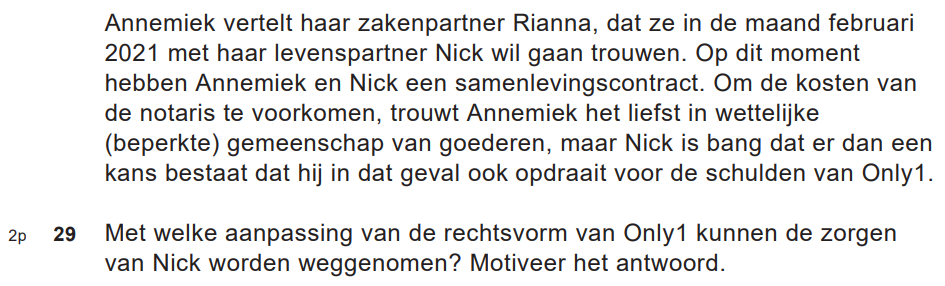 Annemiek vertelt haar zakenpartner Rianna, dat ze in de maand februari
2021 met haar levenspartner Nick wil gaan trouwen. Op dit moment
hebben Annemiek en Nick een samenlevingscontract. Om de kosten van
de notaris te voorkomen, trouwt Annemiek het liefst in wettelijke
(beperkte) gemeenschap van goederen, maar Nick is bang dat er dan een
kans bestaat dat hij in dat geval ook opdraait voor de schulden van Only1.
2p 29 Met welke aanpassing van de rechtsvorm van Only1 kunnen de zorgen
van Nick worden weggenomen? Motiveer het antwoord.